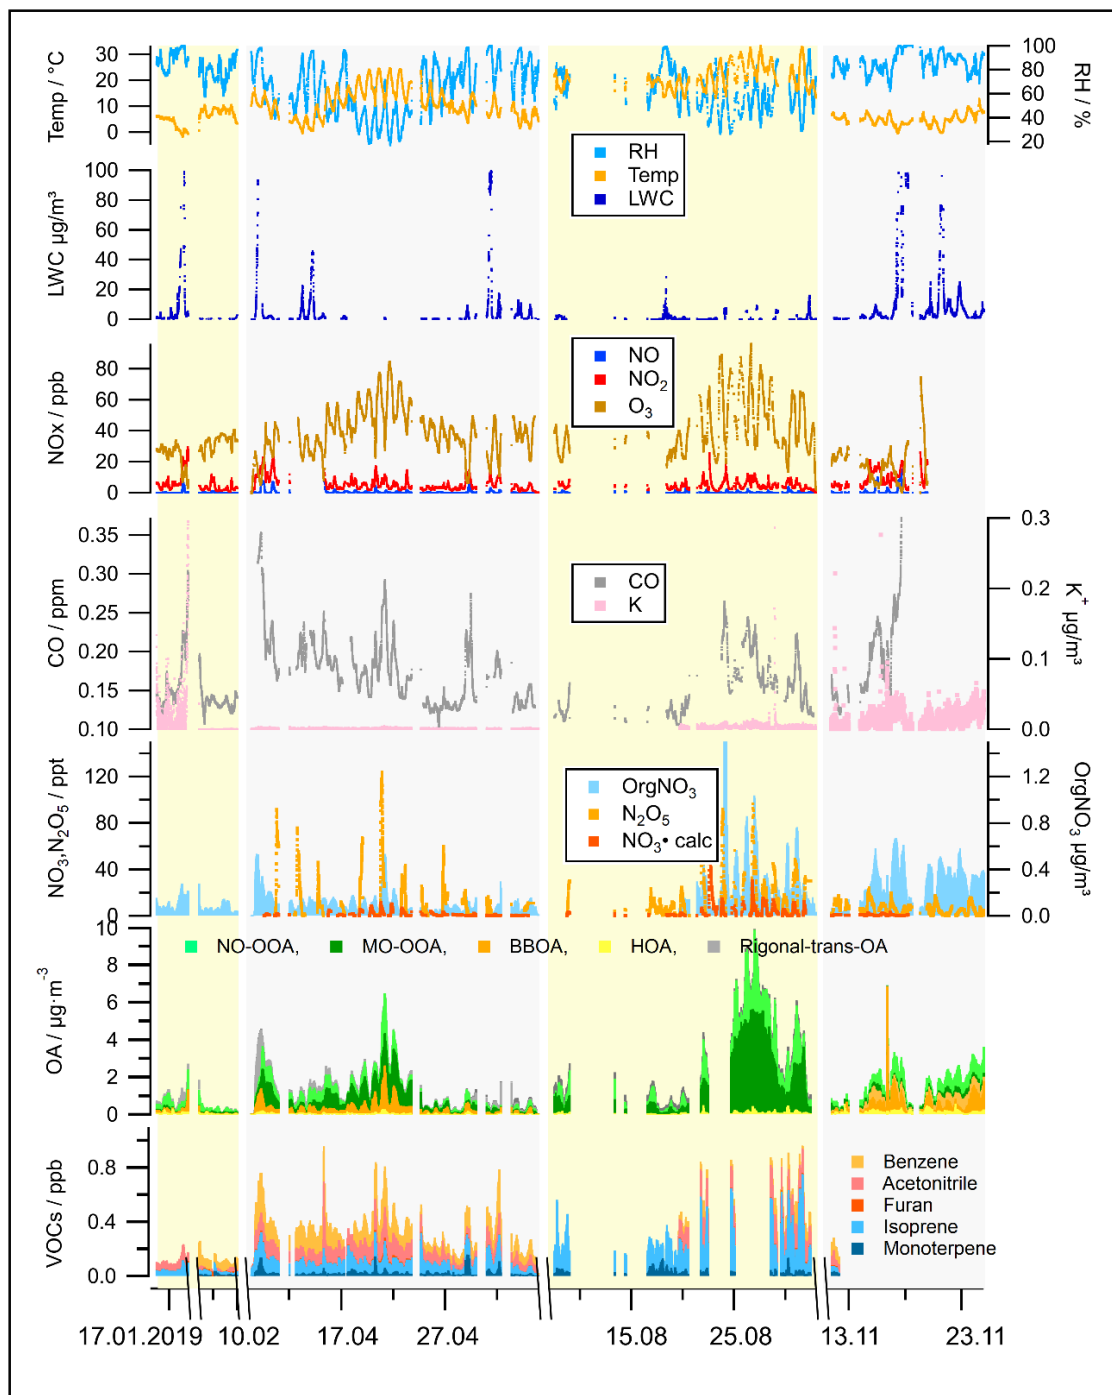 Temp / °C
30
20
10
0
100
80
60
40
20
RH / %
RH
Temp
LWC
LWC µg/m³
100
80
60
40
20
0
NO
NO₂
O₃
NOx / ppb
80
60
40
20
0
CO / ppm
0.35
0.30
0.25
0.20
0.15
0.10
CO
K
0.3
0.2
0.1
0.0
K⁺ µg/m³
NO₃,N₂O₅ / ppt
120
80
40
0
OrgNO₃
N₂O₅
NO₃• calc
1.2
0.8
0.4
0.0
OrgNO₃ µg/m³
OA / µg·m⁻³
10
8
6
4
2
0
NO-OOA, MO-OOA, BBOA, HOA, Rigonal-trans-OA
VOCs / ppb
0.8
0.4
0.0
Benzene
Acetonitrile
Furan
Isoprene
Monoterpene
17.01.2019 10.02 17.04 27.04 15.08 25.08 13.11 23.11